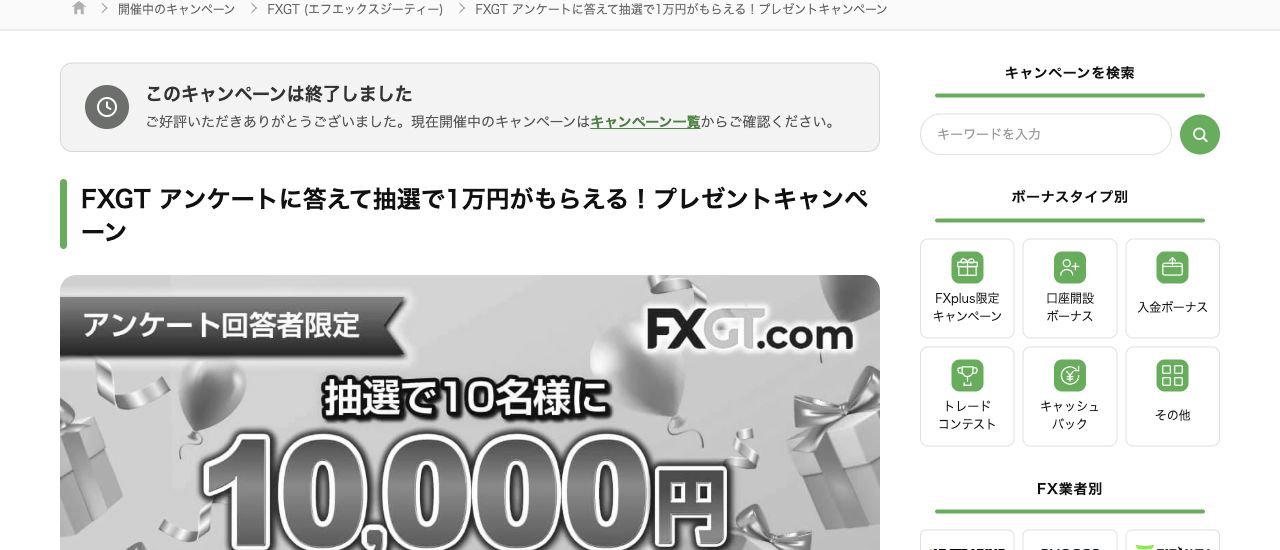 開催中のキャンペーン
FXGT (エフエックスジーティー)
FXGT アンケートに答えて抽選で1万円がもらえる！プレゼントキャンペーン
このキャンペーンは終了しました
ご好評いただきありがとうございました。現在開催中のキャンペーンはキャンペーン一覧からご確認ください。
FXGT アンケートに答えて抽選で1万円がもらえる！プレゼントキャンペ
ーン
アンケート回答者限定
FXGT.com
抽選で10名様に
10,000円
キャンペーンを検索
キーワードを入力
ボーナスタイプ別
FXplus限定
キャンペーン
口座開設
ボーナス
入金ボーナス
トレード
コンテスト
キャッシュ
バック
その他
FX業者別